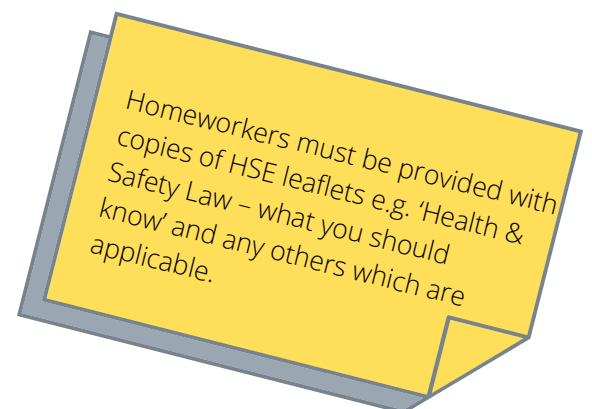 Homeworkers must be provided with
copies of HSE leaflets e.g. ‘Health &
Safety Law – what you should
know’ and any others which are
applicable.